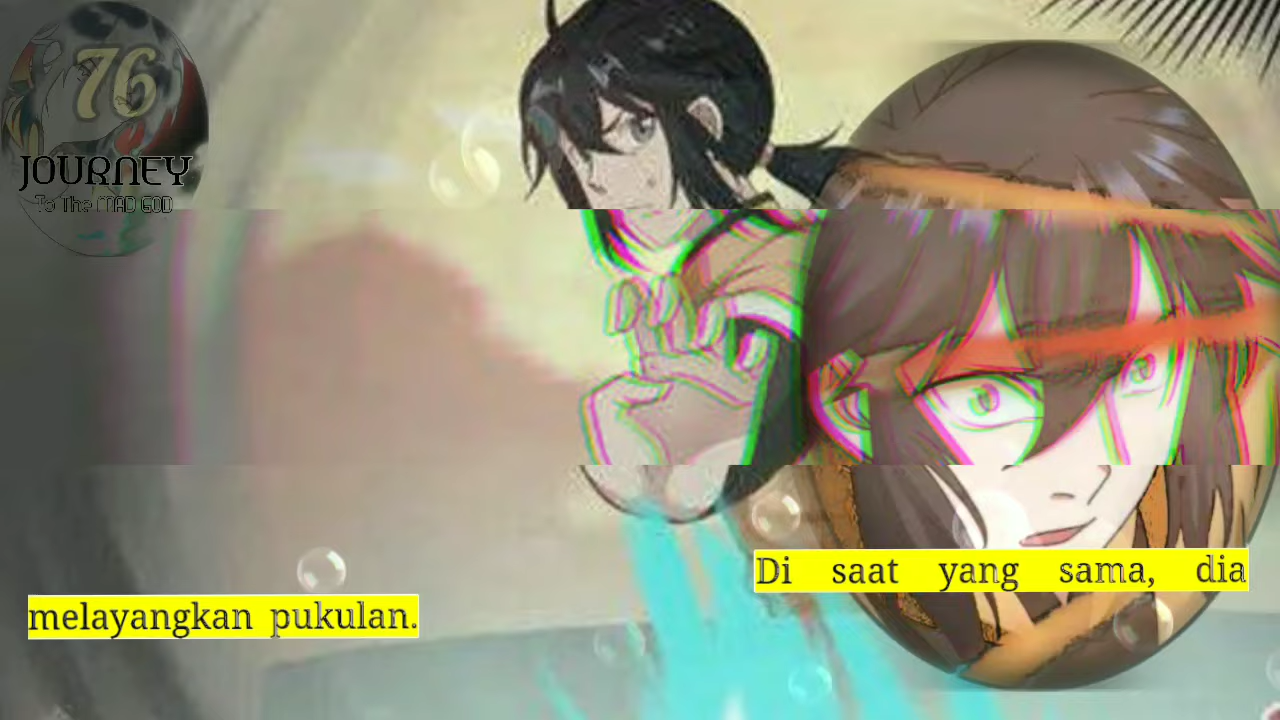 76
JOURNEY
To The MAD GOD
Di saat yang sama, dia
melayangkan pukulan.